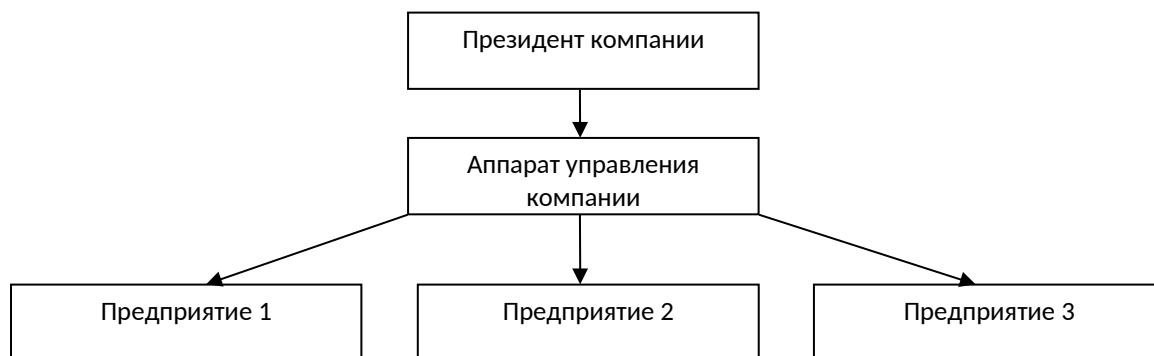 Президент компании
Аппарат управления
компании
Предприятие 1
Предприятие 2
Предприятие 3